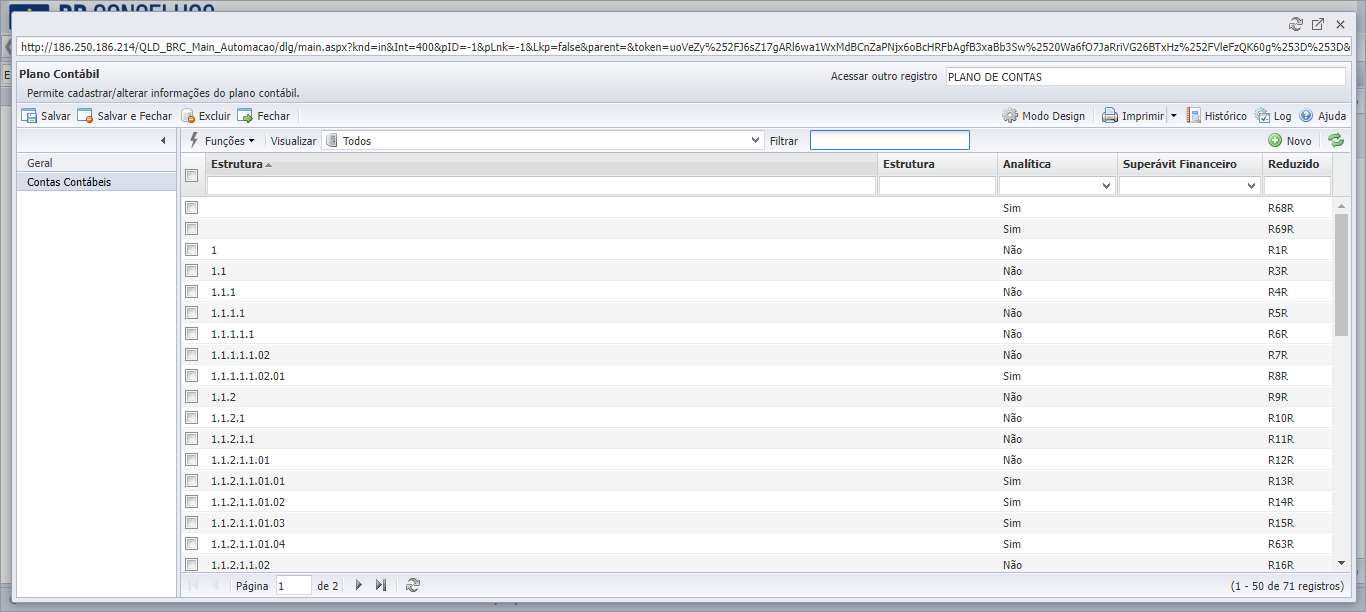 BR CONSELHOS
http://186.250.186.214/QLD_BRC_Main_Automacao/dlg/main.aspx?knd=in&Int=400&pID=-1&pLnk=-1&Lkp=false&parent=&token=uoVeZy%252FJ6sZ17gARl6wa1WxMdBCnZaPNjx6oBcHRFbAgfB3xaBb3Sw%2520Wa6fO7JaRriVG26BTxHz%252FVleFzQK60g%253D%253D&
Plano Contábil
Acessar outro registro PLANO DE CONTAS
Permite cadastrar/alterar informações do plano contábil.
Salvar Salvar e Fechar Excluir Fechar Modo Design Imprimir Histórico Log Ajuda
Funções Visualizar Todos Filtrar Novo
Geral
Contas Contábeis
Estrutura Estrutura Analítica Superávit Financeiro Reduzido
Sim R68R
Sim R69R
1 Não R1R
1.1 Não R3R
1.1.1 Não R4R
1.1.1.1 Não R5R
1.1.1.1.1 Não R6R
1.1.1.1.1.02 Não R7R
1.1.1.1.1.02.01 Sim R8R
1.1.2 Não R9R
1.1.2.1 Não R10R
1.1.2.1.1 Não R11R
1.1.2.1.1.01 Não R12R
1.1.2.1.1.01.01 Sim R13R
1.1.2.1.1.01.02 Sim R14R
1.1.2.1.1.01.03 Sim R15R
1.1.2.1.1.01.04 Sim R63R
1.1.2.1.1.02 Não R16R
Página 1 de 2 (1 - 50 de 71 registros)